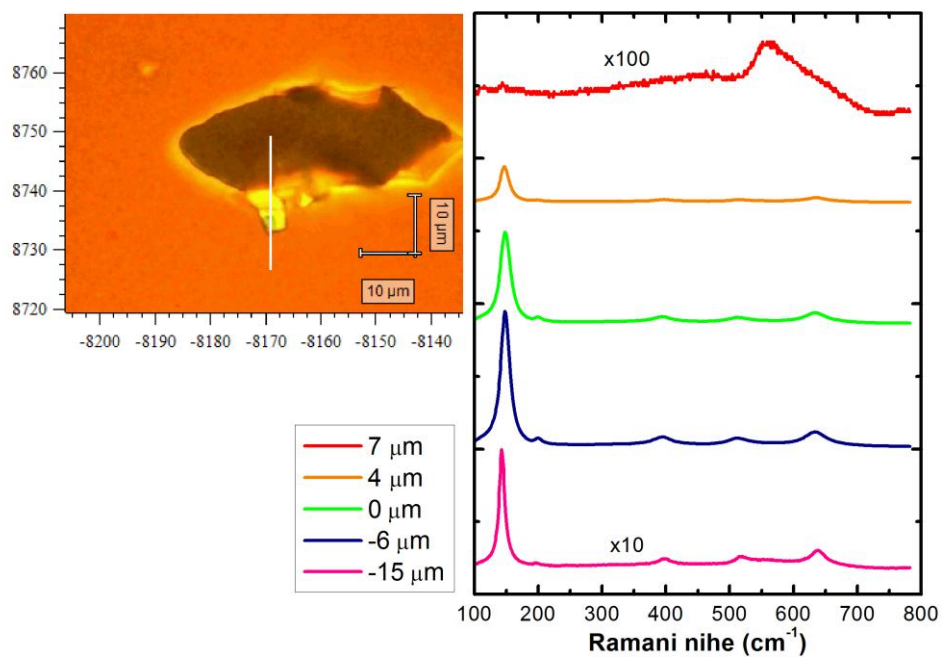 8760
8750
8740
8730
8720
-8200 -8190 -8180 -8170 -8160 -8150 -8140
10 µm
10 µm
7 µm
4 µm
0 µm
-6 µm
-15 µm
x100
x10
100 200 300 400 500 600 700 800
Ramani nihe (cm-1)